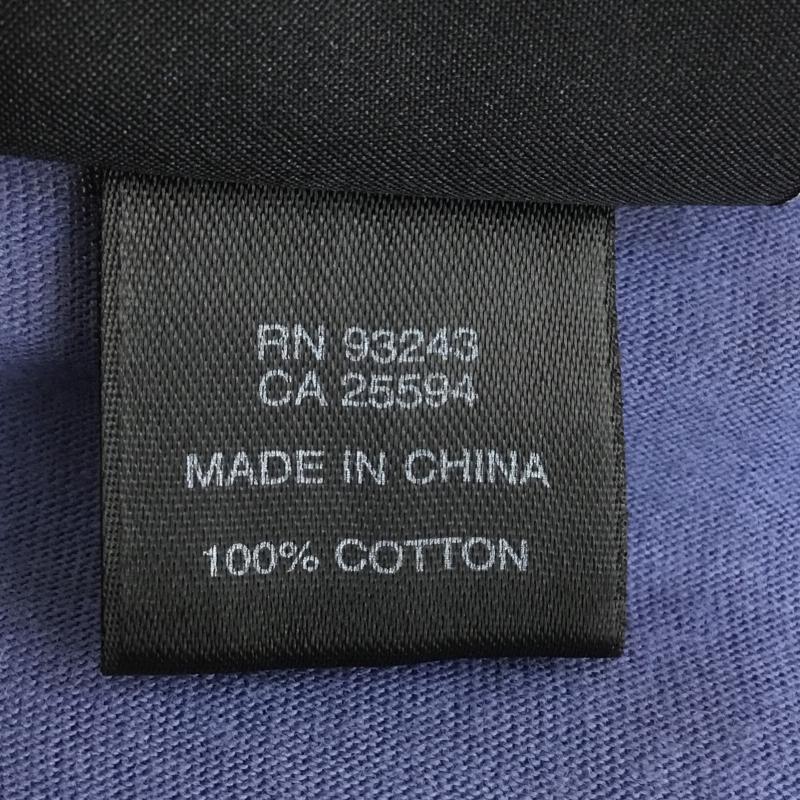 RN 93243
CA 25594
MADE IN CHINA
100% COTTON